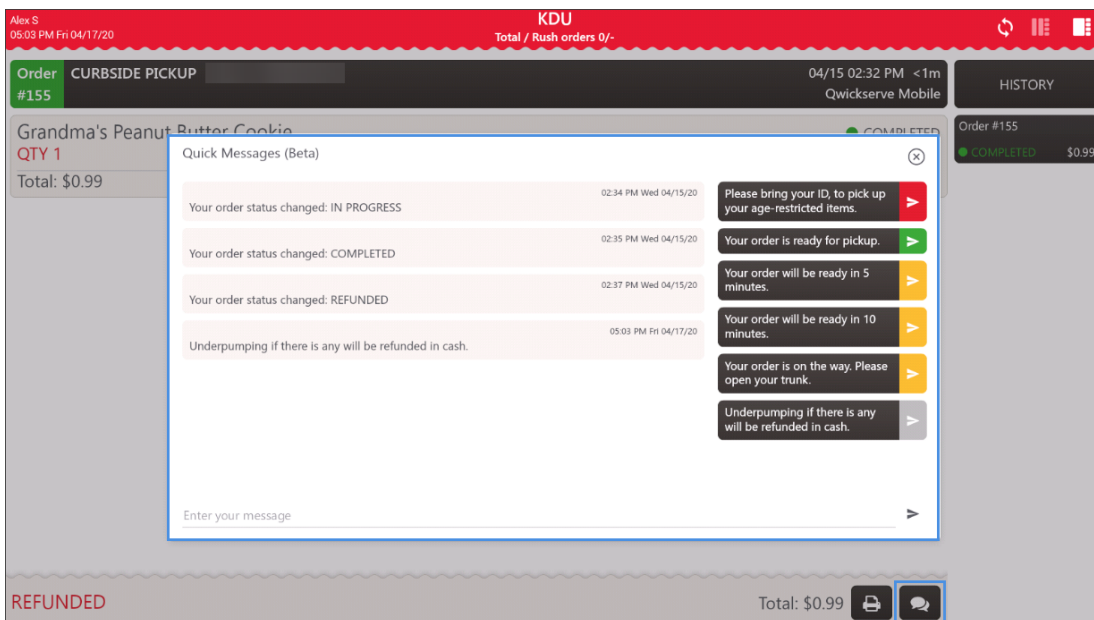 Alex S
05:03 PM Fri 04/17/20
KDU
Total / Rush orders 0/-
Order #155
CURBSIDE PICKUP
04/15 02:32 PM <1m
Qwickserve Mobile
HISTORY
Grandma's Peanut Butter Cookie
COMPLETED
QTY 1
Total: $0.99
Order #155
COMPLETED $0.99
Quick Messages (Beta)
02:34 PM Wed 04/15/20
Your order status changed: IN PROGRESS
02:35 PM Wed 04/15/20
Your order status changed: COMPLETED
02:37 PM Wed 04/15/20
Your order status changed: REFUNDED
05:03 PM Fri 04/17/20
Underpumping if there is any will be refunded in cash.
Please bring your ID, to pick up
your age-restricted items.
Your order is ready for pickup.
Your order will be ready in 5
minutes.
Your order will be ready in 10
minutes.
Your order is on the way. Please
open your trunk.
Underpumping if there is any
will be refunded in cash.
Enter your message
REFUNDED
Total: $0.99